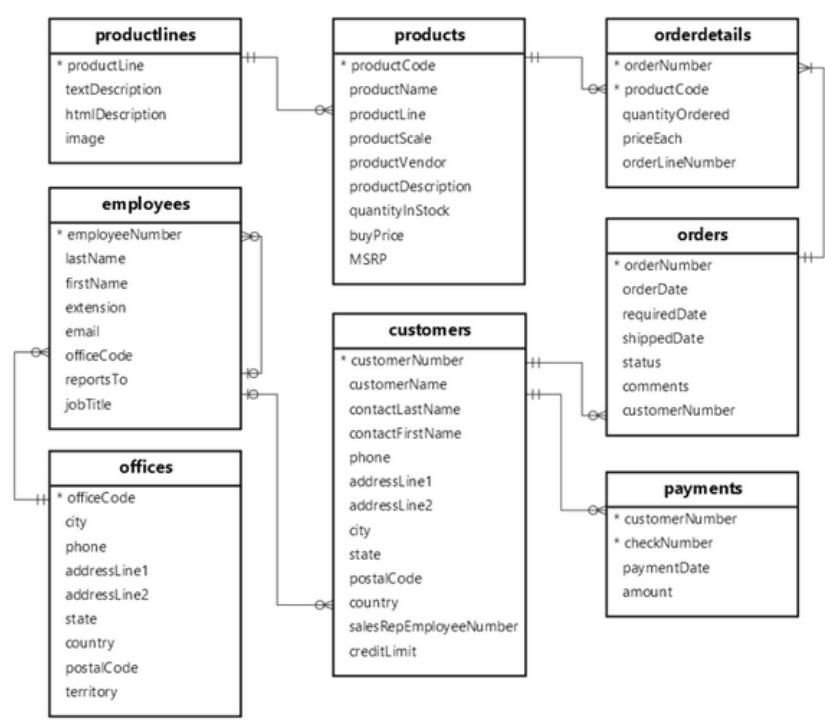 productlines
* productLine
textDescription
htmlDescription
image
products
* productCode
productName
productLine
productScale
productVendor
productDescription
quantityInStock
buyPrice
MSRP
orderdetails
* orderNumber
* productCode
quantityOrdered
priceEach
orderLineNumber
employees
* employeeNumber
lastName
firstName
extension
email
officeCode
reportsTo
jobTitle
customers
* customerNumber
customerName
contactLastName
contactFirstName
phone
addressLine1
addressLine2
city
state
postalCode
country
salesRepEmployeeNumber
creditLimit
orders
* orderNumber
orderDate
requiredDate
shippedDate
status
comments
customerNumber
offices
* officeCode
city
phone
addressLine1
addressLine2
state
country
postalCode
territory
payments
* customerNumber
* checkNumber
paymentDate
amount